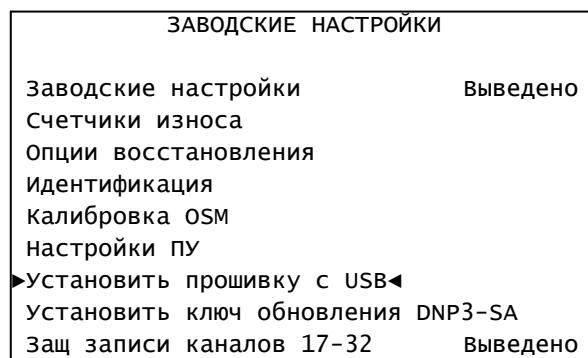 ЗАВОДСКИЕ НАСТРОЙКИ
Заводские настройки Выведено
Счетчики износа
Опции восстановления
Идентификация
Калибровка OSM
Настройки ПУ
►Установить прошивку с USB◄
Установить ключ обновления DNP3-SA
Защ записи каналов 17-32 Выведено